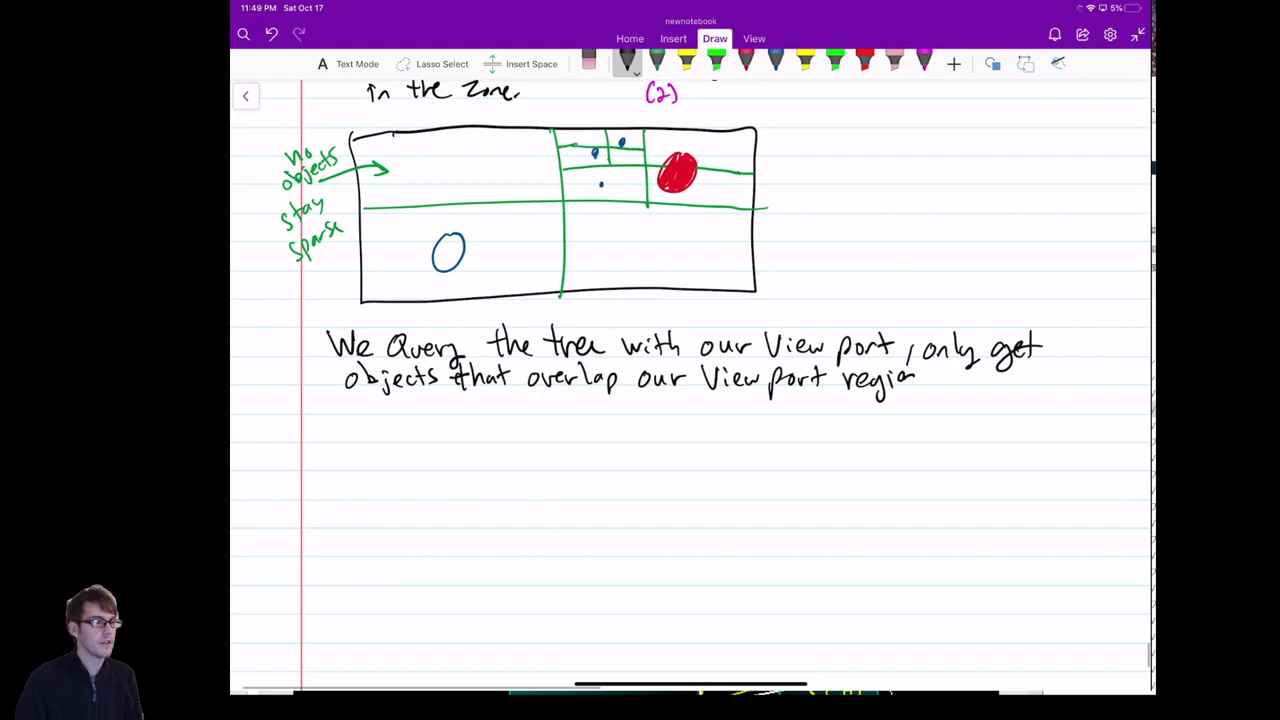 11:49 PM Sat Oct 17
5%
newnotebook
Home Insert Draw View
A Text Mode Lasso Select Insert Space
in the zone.
(2)
no
objects
stay
sparse
We Query the tree with our View port, only get
objects that overlap our View port regio